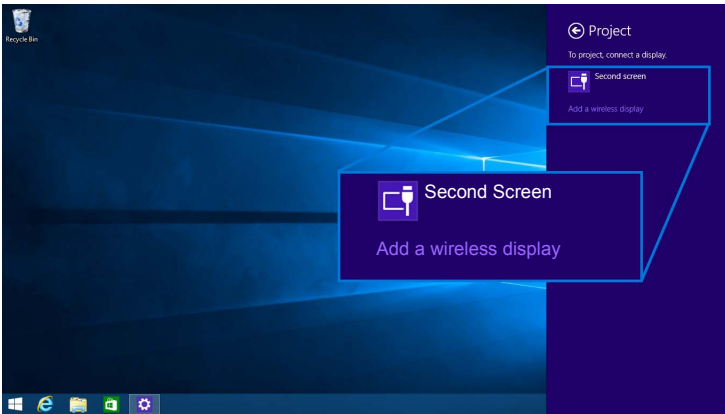 Recycle Bin
Project
To project, connect a display.
Second screen
Add a wireless display
Second Screen
Add a wireless display